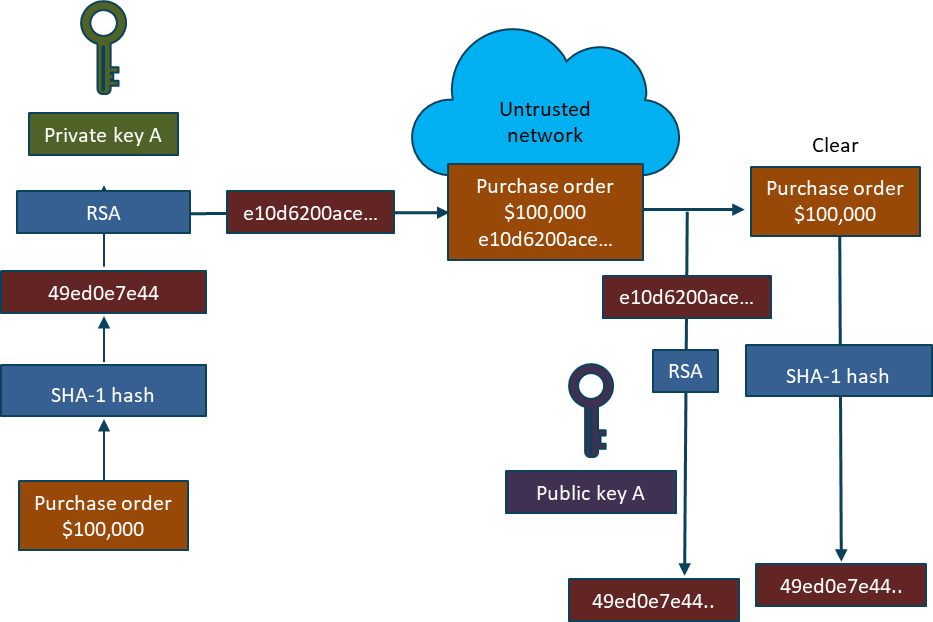 Private key A
RSA
e10d6200ace...
49ed0e7e44
SHA-1 hash
Purchase order
$100,000
Untrusted
network
Purchase order
$100,000
e10d6200ace...
Clear
Purchase order
$100,000
e10d6200ace...
RSA
SHA-1 hash
Public key A
49ed0e7e44..
49ed0e7e44..